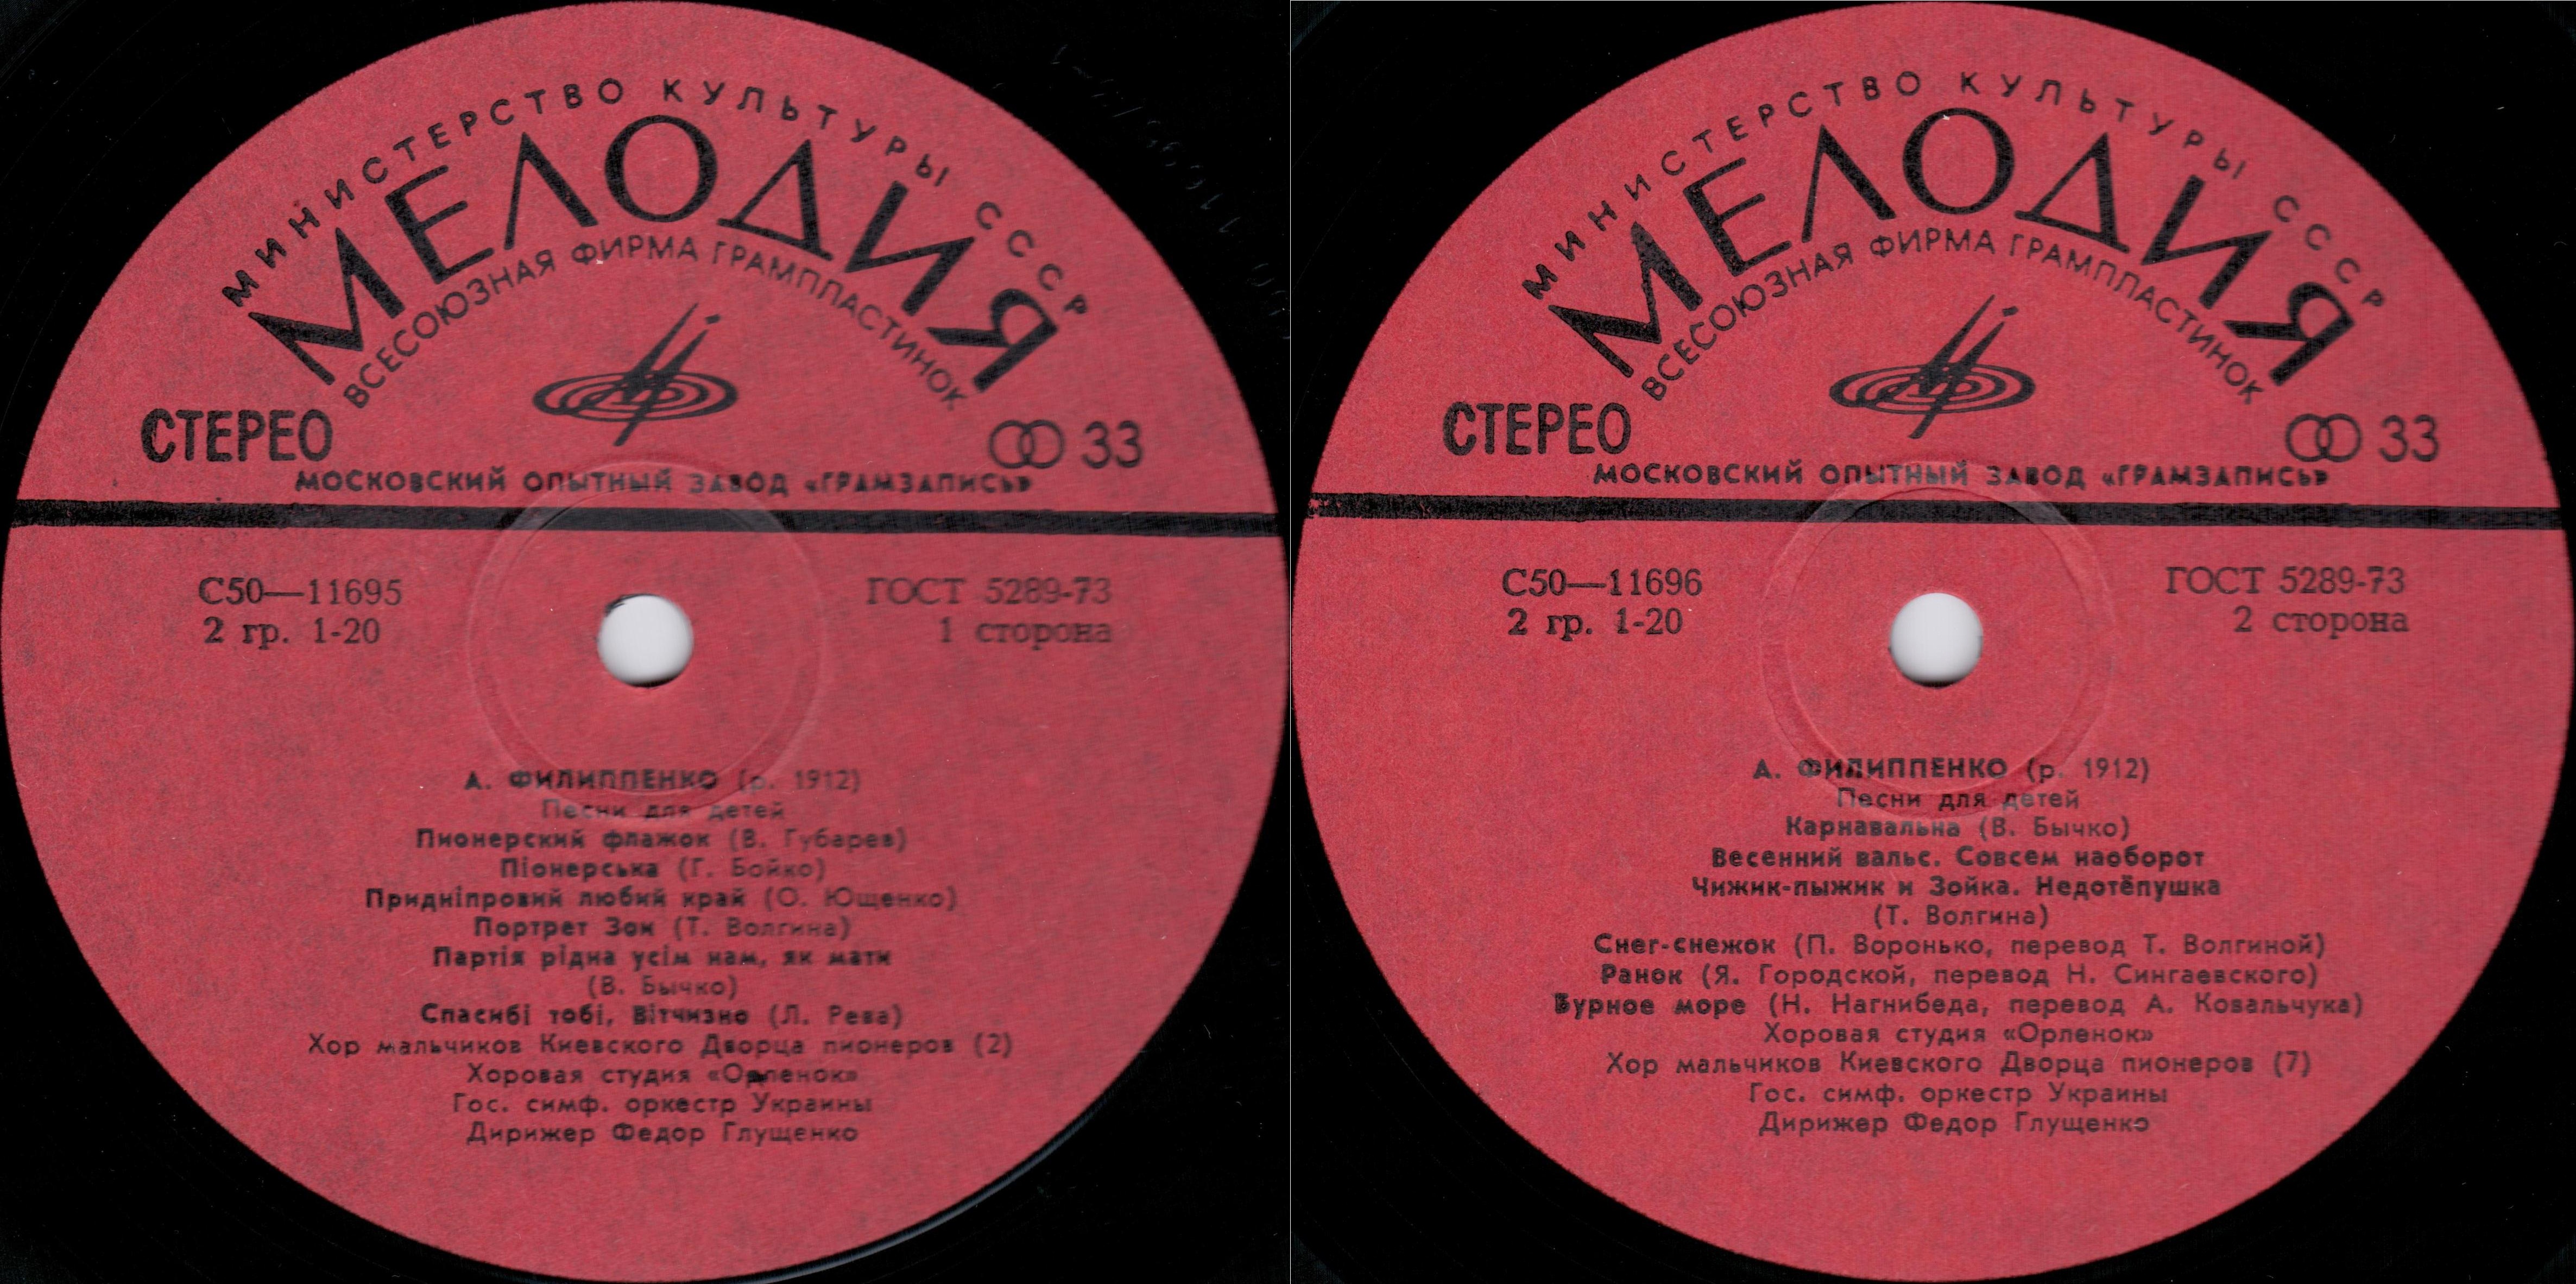 МИНИСТЕРСТВО КУЛЬТУРЫ СССР
МЕЛОДИЯ
ВСЕСОЮЗНАЯ ФИРМА ГРАМПЛАСТИНОК
СТЕРЕО
33
МОСКОВСКИЙ ОПЫТНЫЙ ЗАВОД «ГРАМЗАПИСЬ»
С50—11695
ГОСТ 5289-73
2 гр. 1-20
1 сторона
А. ФИЛИППЕНКО (р. 1912)
Песни для детей
Пионерский флажок (В. Губарев)
Піонерська (Г. Бойко)
Придніпровий любий край (О. Ющенко)
Портрет Зои (Т. Волгина)
Партія рідна усім нам, як мати
(В. Бычко)
Спасибі тобі, Вітчизно (Л. Рева)
Хор мальчиков Киевского Дворца пионеров (2)
Хоровая студия «Орленок»
Гос. симф. оркестр Украины
Дирижер Федор Глущенко
МИНИСТЕРСТВО КУЛЬТУРЫ СССР
МЕЛОДИЯ
ВСЕСОЮЗНАЯ ФИРМА ГРАМПЛАСТИНОК
СТЕРЕО
33
МОСКОВСКИЙ ОПЫТНЫЙ ЗАВОД «ГРАМЗАПИСЬ»
С50—11696
ГОСТ 5289-73
2 гр. 1-20
2 сторона
А. ФИЛИППЕНКО (р. 1912)
Песни для детей
Карнавальна (В. Бычко)
Весенний вальс. Совсем наоборот
Чижик-пыжик и Зойка. Недотёпушка
(Т. Волгина)
Снег-снежок (П. Воронько, перевод Т. Волгиной)
Ранок (Я. Городской, перевод Н. Сингаевского)
Бурное море (Н. Нагнибеда, перевод А. Ковальчука)
Хоровая студия «Орленок»
Хор мальчиков Киевского Дворца пионеров (7)
Гос. симф. оркестр Украины
Дирижер Федор Глущенко